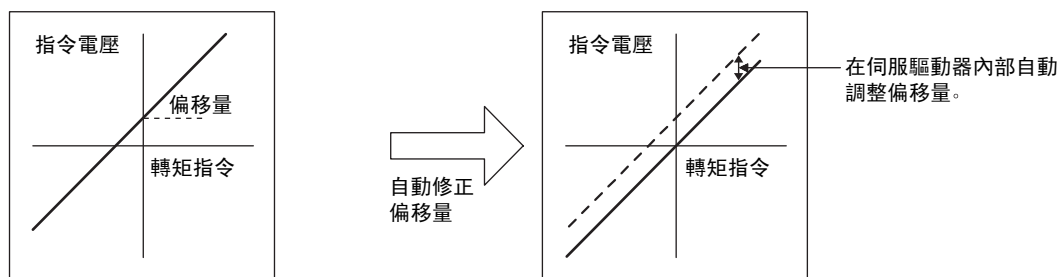 指令電壓
偏移量
轉矩指令
自動修正
偏移量
指令電壓
轉矩指令
在伺服驅動器內部自動
調整偏移量。